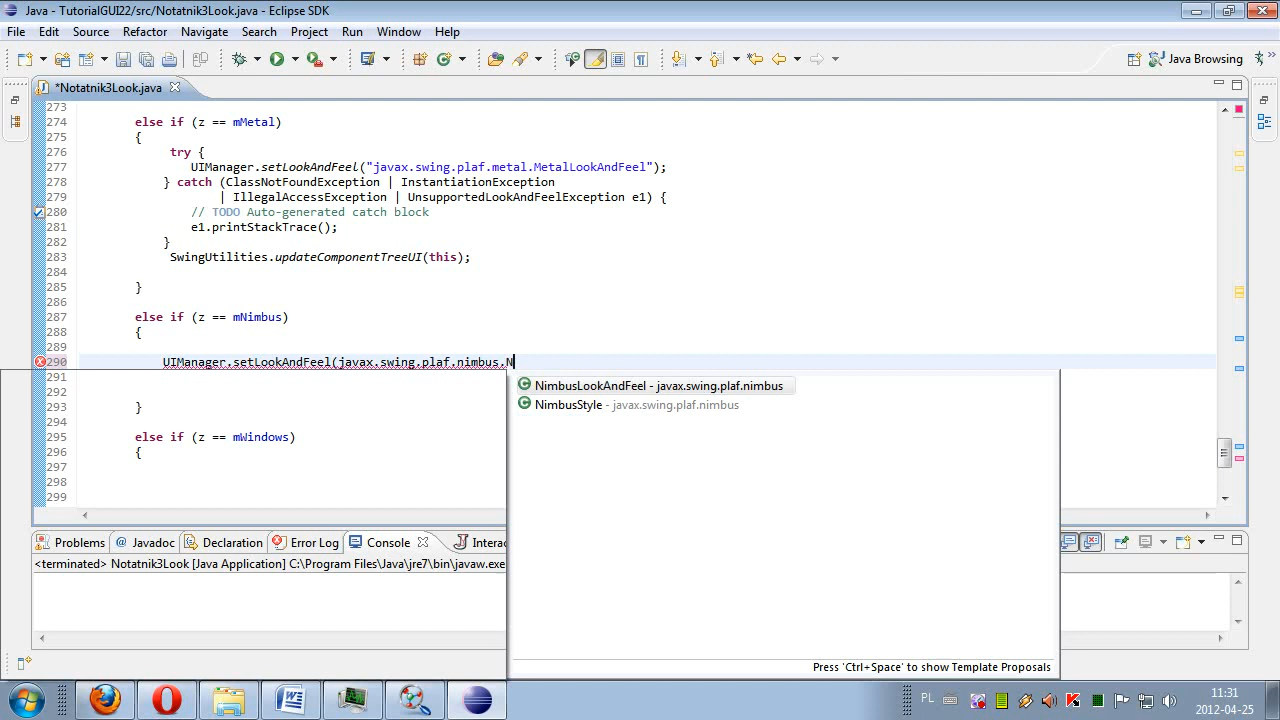 Java - TutorialGUI22/src/Notatnik3Look.java - Eclipse SDK
File Edit Source Refactor Navigate Search Project Run Window Help
Java Browsing
*Notatnik3Look.java
273
274 else if (z == mMetal)
275 {
276 try {
277 UIManager.setLookAndFeel("javax.swing.plaf.metal.MetalLookAndFeel");
278 } catch (ClassNotFoundException | InstantiationException
279 | IllegalAccessException | UnsupportedLookAndFeelException e1) {
280 // TODO Auto-generated catch block
281 e1.printStackTrace();
282 }
283 SwingUtilities.updateComponentTreeUI(this);
284
285 }
286
287 else if (z == mNimbus)
288 {
289
290 UIManager.setLookAndFeel(javax.swing.plaf.nimbus.N
291
292
293 }
294
295 else if (z == mWindows)
296 {
297
298
299
NimbusLookAndFeel - javax.swing.plaf.nimbus
NimbusStyle - javax.swing.plaf.nimbus
Press 'Ctrl+Space' to show Template Proposals
Problems @ Javadoc Declaration Error Log Console Interac
<terminated> Notatnik3Look [Java Application] C:\Program Files\Java\jre7\bin\javaw.exe
PL
11:31
2012-04-25